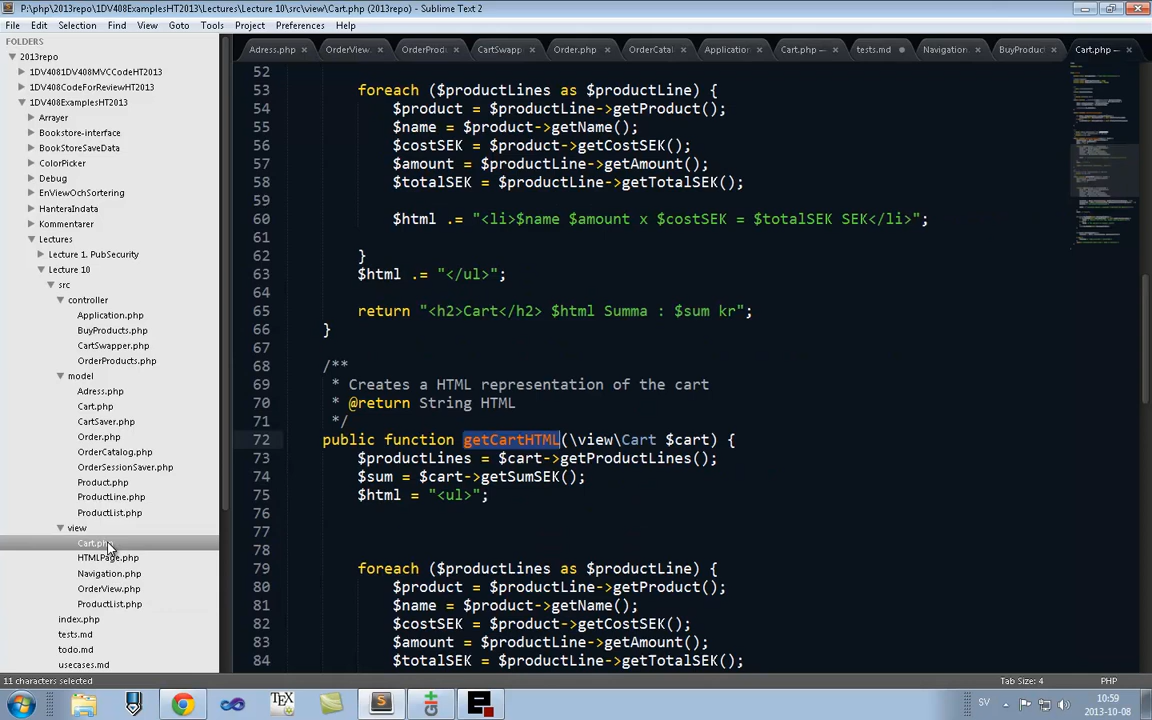 P:\php\2013repo\1DV408ExamplesHT2013\Lectures\Lecture 10\src\view\Cart.php (2013repo) - Sublime Text 2
File Edit Selection Find View Goto Tools Project Preferences Help
FOLDERS
2013repo
1DV4081DV408MVCCodeHT2013
1DV408CodeForReviewHT2013
1DV408ExamplesHT2013
Arrayer
Bookstore-interface
BookStoreSaveData
ColorPicker
Debug
EnViewOchSortering
HanteraIndata
Kommentarer
Lectures
Lecture 1. PubSecurity
Lecture 10
src
controller
Application.php
BuyProducts.php
CartSwapper.php
OrderProducts.php
model
Adress.php
Cart.php
CartSaver.php
Order.php
OrderCatalog.php
OrderSessionSaver.php
Product.php
ProductLine.php
ProductList.php
view
Cart.php
HTMLPage.php
Navigation.php
OrderView.php
ProductList.php
index.php
tests.md
todo.md
usecases.md
Adress.php OrderView. OrderProd CartSwapp Order.php OrderCatal Application Cart.php — tests.md Navigation BuyProduct Cart.php —
52
53 foreach ($productLines as $productLine) {
54 $product = $productLine->getProduct();
55 $name = $product->getName();
56 $costSEK = $product->getCostSEK();
57 $amount = $productLine->getAmount();
58 $totalSEK = $productLine->getTotalSEK();
59
60 $html .= "<li>$name $amount x $costSEK = $totalSEK SEK</li>";
61
62 }
63 $html .= "</ul>";
64
65 return "<h2>Cart</h2> $html Summa : $sum kr";
66 }
67
68 /**
69 * Creates a HTML representation of the cart
70 * @return String HTML
71 */
72 public function getCartHTML(\view\Cart $cart) {
73 $productLines = $cart->getProductLines();
74 $sum = $cart->getSumSEK();
75 $html = "<ul>";
76
77
78
79 foreach ($productLines as $productLine) {
80 $product = $productLine->getProduct();
81 $name = $product->getName();
82 $costSEK = $product->getCostSEK();
83 $amount = $productLine->getAmount();
84 $totalSEK = $productLine->getTotalSEK();
11 characters selected Tab Size: 4 PHP
SV 10:59
2013-10-08